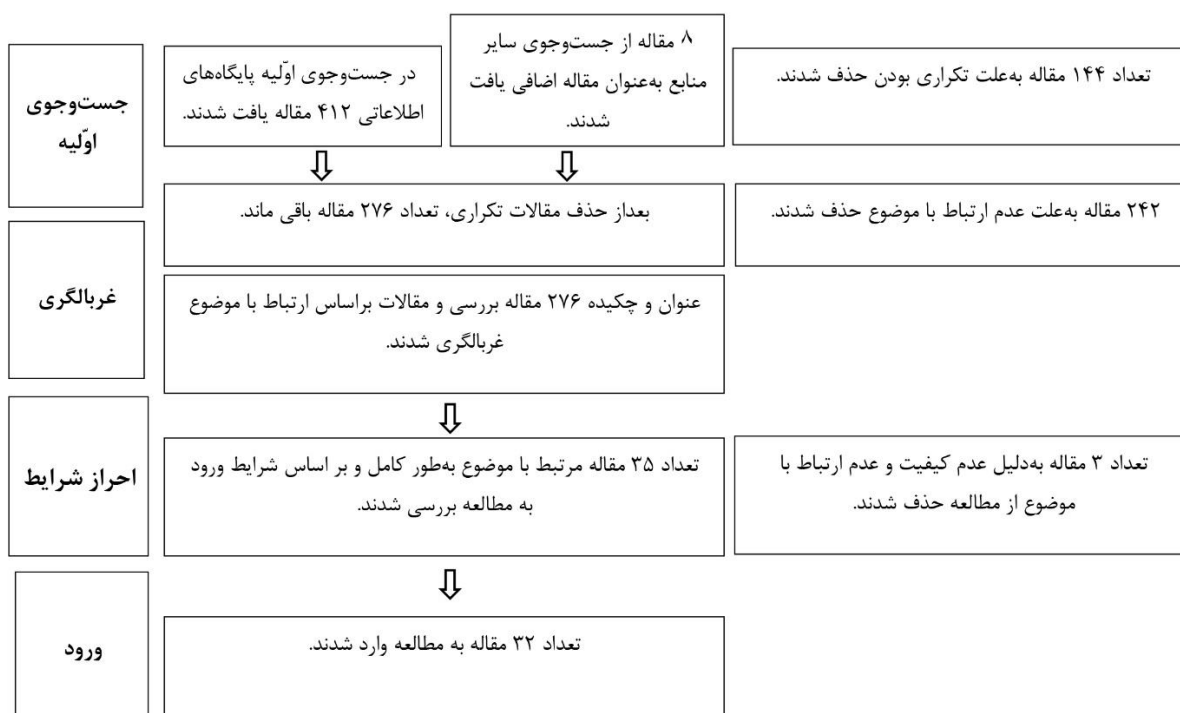 جست‌وجوی
اوّلیه
۸ مقاله از جست‌وجوی سایر
منابع به‌عنوان مقاله اضافی یافت
شدند.
در جست‌وجوی اوّلیه پایگاه‌های
اطلاعاتی ۴۱۲ مقاله یافت شدند.
تعداد ۱۴۴ مقاله به‌علت تکراری بودن حذف شدند.
بعداز حذف مقالات تکراری، تعداد ۲۷۶ مقاله باقی ماند.
۲۴۲ مقاله به‌علت عدم ارتباط با موضوع حذف شدند.
غربالگری
عنوان و چکیده ۲۷۶ مقاله بررسی و مقالات براساس ارتباط با موضوع
غربالگری شدند.
احراز شرایط
تعداد ۳۵ مقاله مرتبط با موضوع به‌طور کامل و بر اساس شرایط ورود
به مطالعه بررسی شدند.
تعداد ۳ مقاله به‌دلیل عدم کیفیت و عدم ارتباط با
موضوع از مطالعه حذف شدند.
ورود
تعداد ۳۲ مقاله به مطالعه وارد شدند.